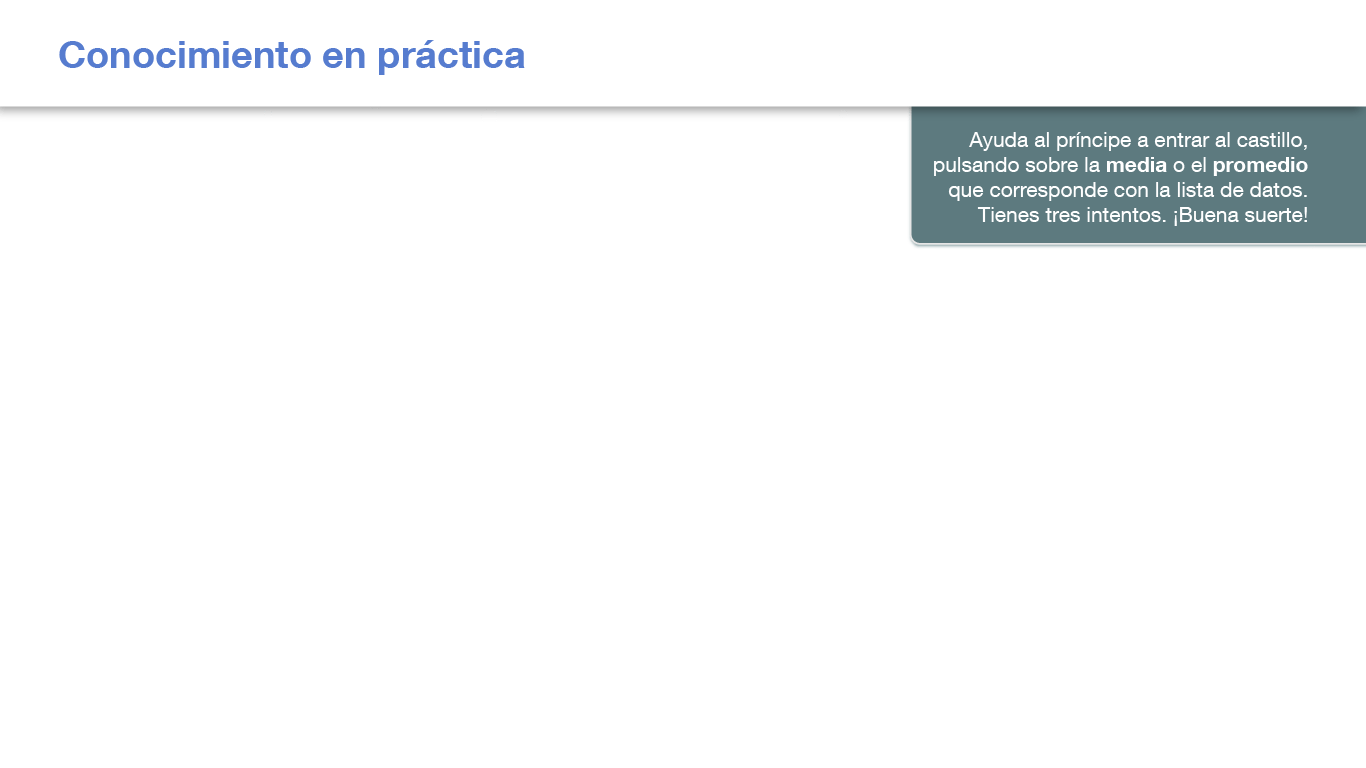 Conocimiento en práctica
Ayuda al príncipe a entrar al castillo,
pulsando sobre la media o el promedio
que corresponde con la lista de datos.
Tienes tres intentos. ¡Buena suerte!